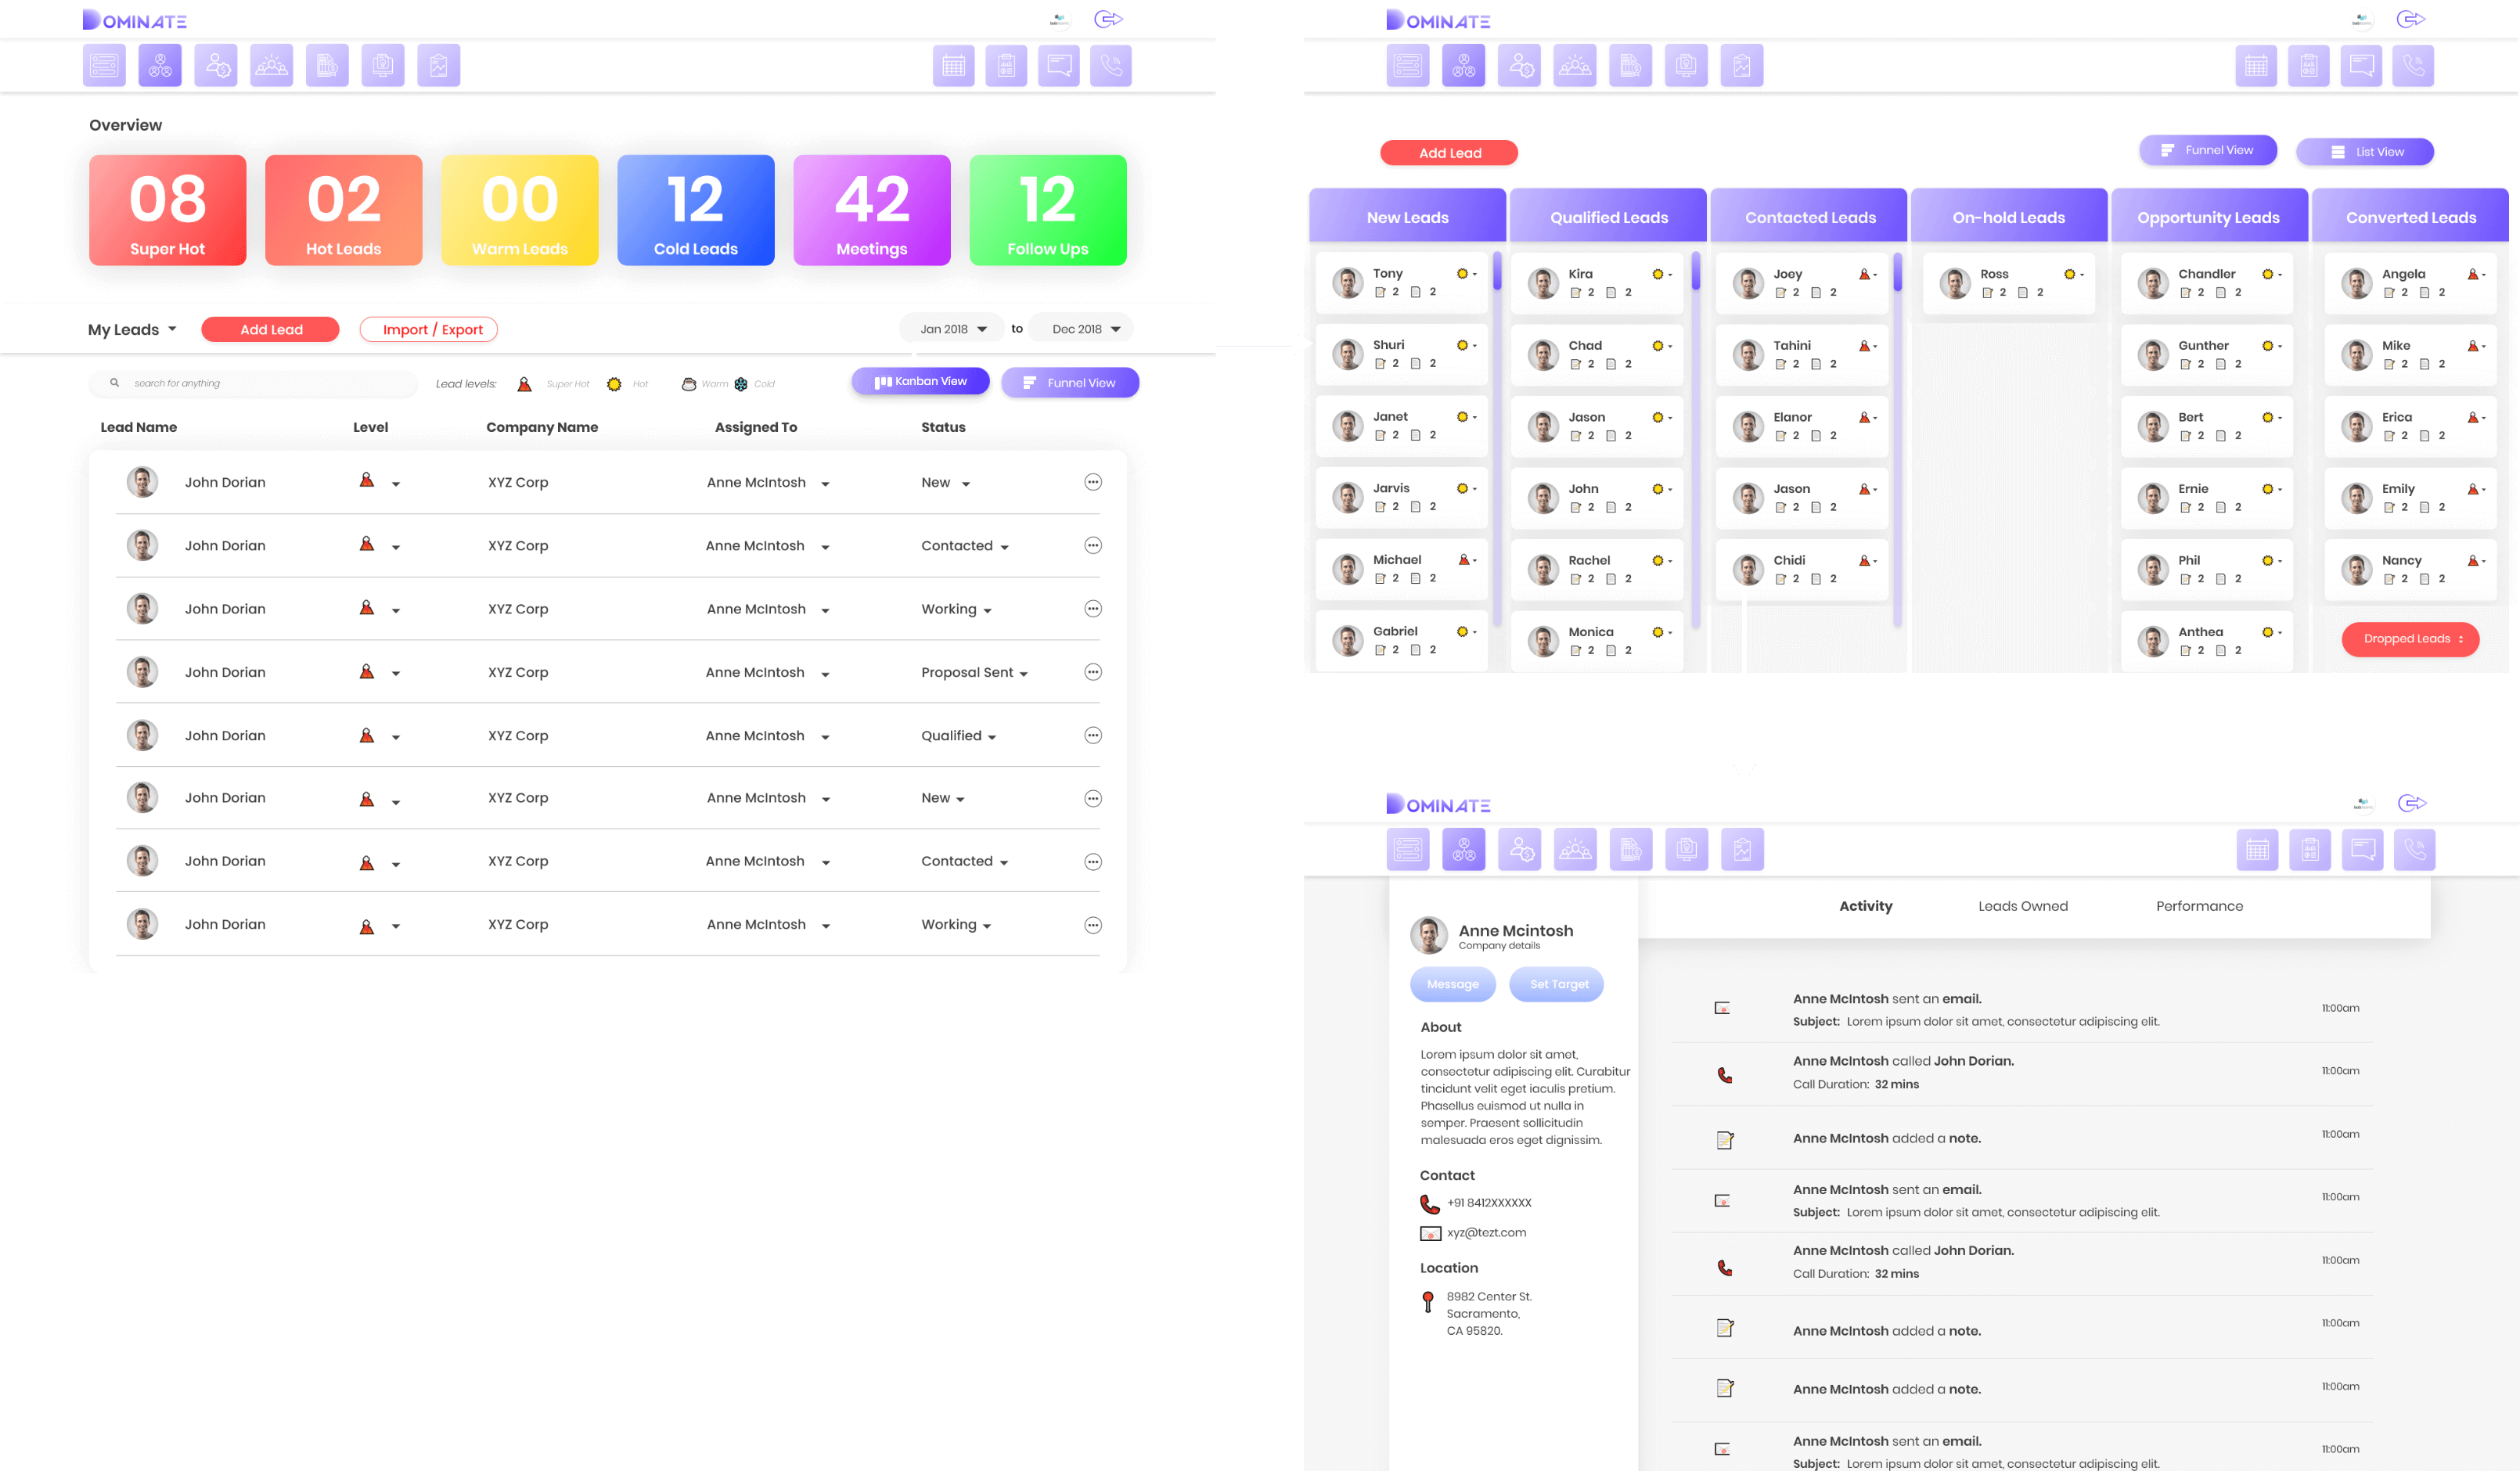 DOMINATE
Overview
08 02 00 12 42 12
Super Hot Hot Leads Warm Leads Cold Leads Meetings Follow Ups
My Leads Add Lead Import / Export Jan 2018 to Dec 2018
search for anything Lead levels: Super Hot Hot Warm Cold Kanban View Funnel View
Lead Name Level Company Name Assigned To Status
John Dorian XYZ Corp Anne McIntosh New
John Dorian XYZ Corp Anne McIntosh Contacted
John Dorian XYZ Corp Anne McIntosh Working
John Dorian XYZ Corp Anne McIntosh Proposal Sent
John Dorian XYZ Corp Anne McIntosh Qualified
John Dorian XYZ Corp Anne McIntosh New
John Dorian XYZ Corp Anne McIntosh Contacted
John Dorian XYZ Corp Anne McIntosh Working
DOMINATE
Add Lead Funnel View List View
New Leads Qualified Leads Contacted Leads On-hold Leads Opportunity Leads Converted Leads
Tony Kira Joey Ross Chandler Angela
2 2 2 2 2 2 2 2 2 2 2 2
Shuri Chad Tahini Gunther Mike
2 2 2 2 2 2 2 2 2 2
Janet Jason Elanor Bert Erica
2 2 2 2 2 2 2 2 2 2
Jarvis John Jason Ernie Emily
2 2 2 2 2 2 2 2 2 2
Michael Rachel Chidi Phil Nancy
2 2 2 2 2 2 2 2 2 2
Gabriel Monica Anthea Dropped Leads
2 2 2 2 2 2
DOMINATE
Activity Leads Owned Performance
Anne Mcintosh
Company details
Message Set Target
About
Lorem ipsum dolor sit amet,
consectetur adipiscing elit. Curabitur
tincidunt velit eget iaculis pretium.
Phasellus euismod ut nulla in
semper. Praesent sollicitudin
malesuada eros eget dignissim.
Contact
+91 8412XXXXXX
xyz@tezt.com
Location
8982 Center St.
Sacramento,
CA 95820.
Anne McIntosh sent an email. 11:00am
Subject: Lorem ipsum dolor sit amet, consectetur adipiscing elit.
Anne McIntosh called John Dorian. 11:00am
Call Duration: 32 mins
Anne McIntosh added a note. 11:00am
Anne McIntosh sent an email. 11:00am
Subject: Lorem ipsum dolor sit amet, consectetur adipiscing elit.
Anne McIntosh called John Dorian. 11:00am
Call Duration: 32 mins
Anne McIntosh added a note. 11:00am
Anne McIntosh added a note. 11:00am
Anne McIntosh sent an email. 11:00am
Subject: Lorem ipsum dolor sit amet, consectetur adipiscing elit.